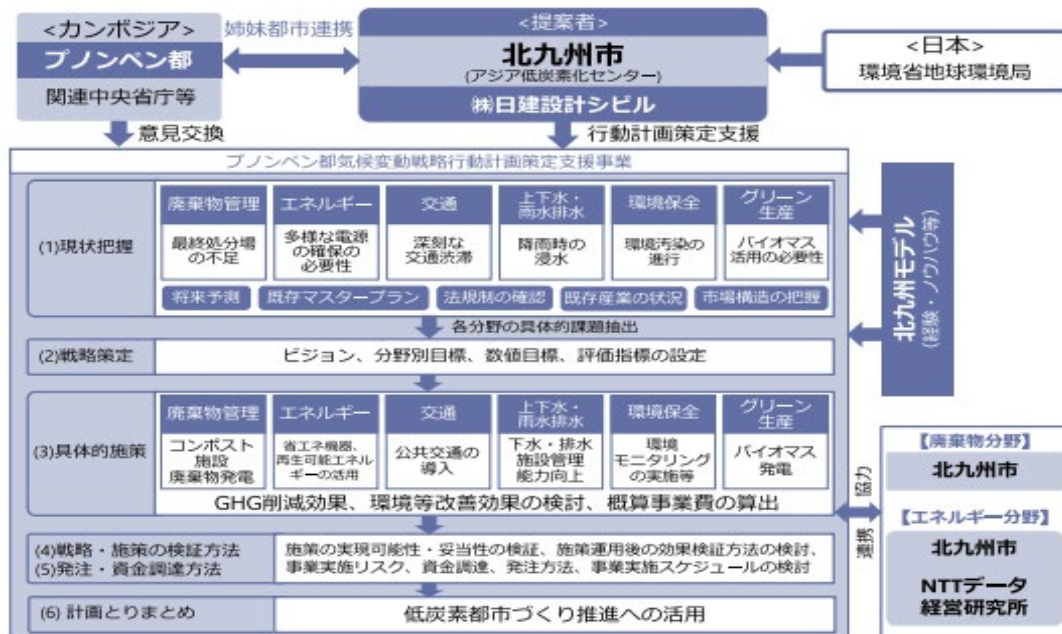 <カンボジア>
プノンペン都
関連中央省庁等
姉妹都市連携
<提案者>
北九州市
(アジア低炭素化センター)
㈱日建設計シビル
<日本>
環境省地球環境局
意見交換
行動計画策定支援
プノンペン都気候変動戦略行動計画策定支援事業
(1)現状把握
廃棄物管理
最終処分場
の不足
エネルギー
多様な電源
の確保の
必要性
交通
深刻な
交通渋滞
上下水・
雨水排水
降雨時の
浸水
環境保全
環境汚染の
進行
グリーン
生産
バイオマス
活用の必要性
将来予測
既存マスタープラン
法規制の確認
既存産業の状況
市場構造の把握
北九州モデル
(経験・ノウハウ等)
各分野の具体的課題抽出
(2)戦略策定
ビジョン、分野別目標、数値目標、評価指標の設定
(3)具体的施策
廃棄物管理
コンポスト
施設
廃棄物発電
エネルギー
省エネ機器、
再生可能エネル
ギーの活用
交通
公共交通の
導入
上下水・
雨水排水
下水・排水
施設管理
能力向上
環境保全
環境
モニタリング
の実施等
グリーン
生産
バイオマス
発電
GHG削減効果、環境等改善効果の検討、概算事業費の算出
協力
連携
【廃棄物分野】
北九州市
【エネルギー分野】
北九州市
NTTデータ
経営研究所
(4)戦略・施策の検証方法
(5)発注・資金調達方法
施策の実現可能性・妥当性の検証、施策運用後の効果検証方法の検討、
事業実施リスク、資金調達、発注方法、事業実施スケジュールの検討
(6) 計画とりまとめ
低炭素都市づくり推進への活用